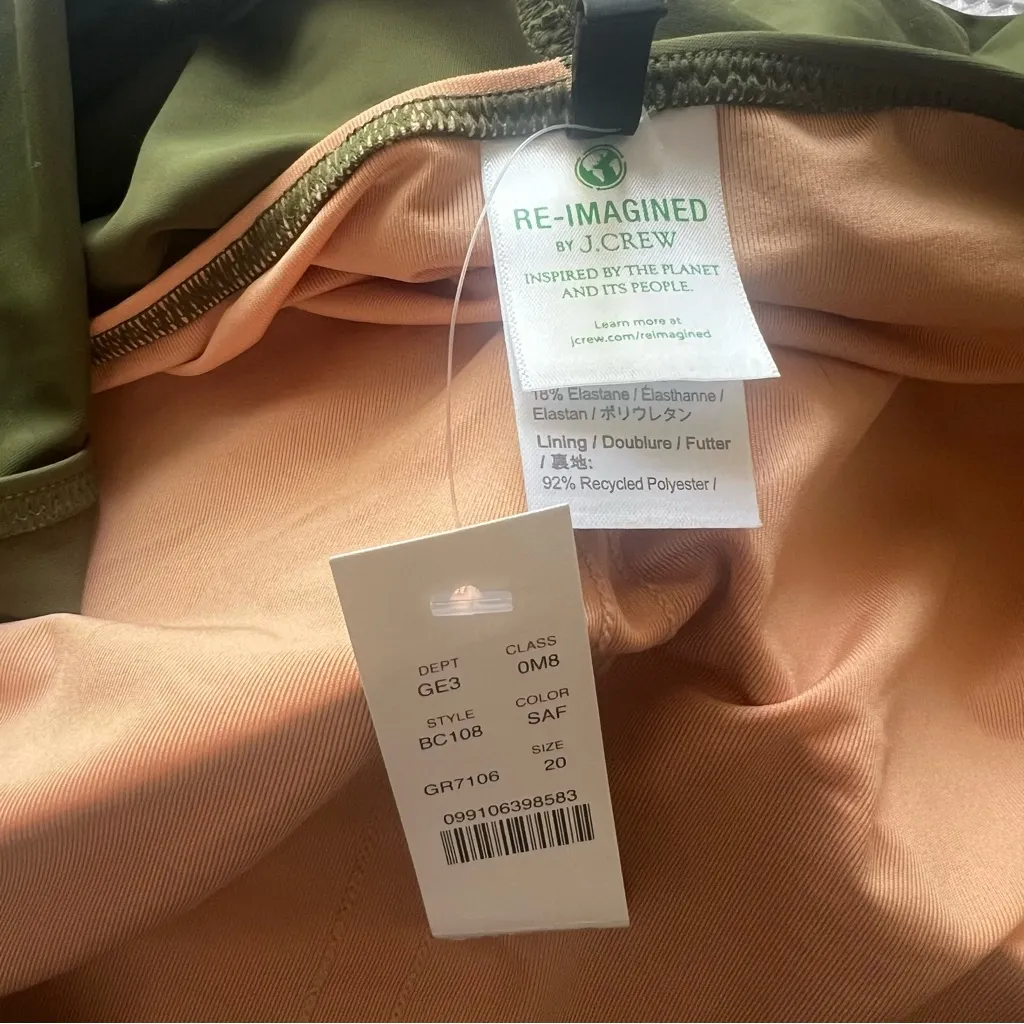 RE-IMAGINED
BY J.CREW
INSPIRED BY THE PLANET
AND ITS PEOPLE.
Learn more at
jcrew.com/reimagined
18% Elastane / Élasthanne /
Elastan / ポリウレタン
Lining / Doublure / Futter
/ 裏地:
92% Recycled Polyester /
DEPT CLASS
GE3 0M8
STYLE COLOR
BC108 SAF
SIZE
GR7106 20
099106398583